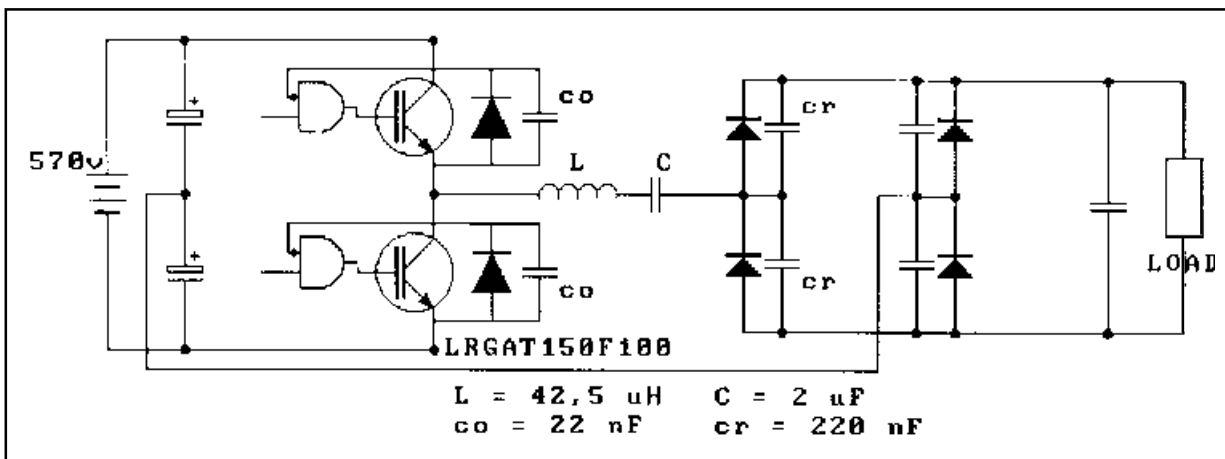 co
cr
570v
L
C
co
cr
LOAD
LRGAT150F100
L = 42,5 uH C = 2 uF
co = 22 nF cr = 220 nF